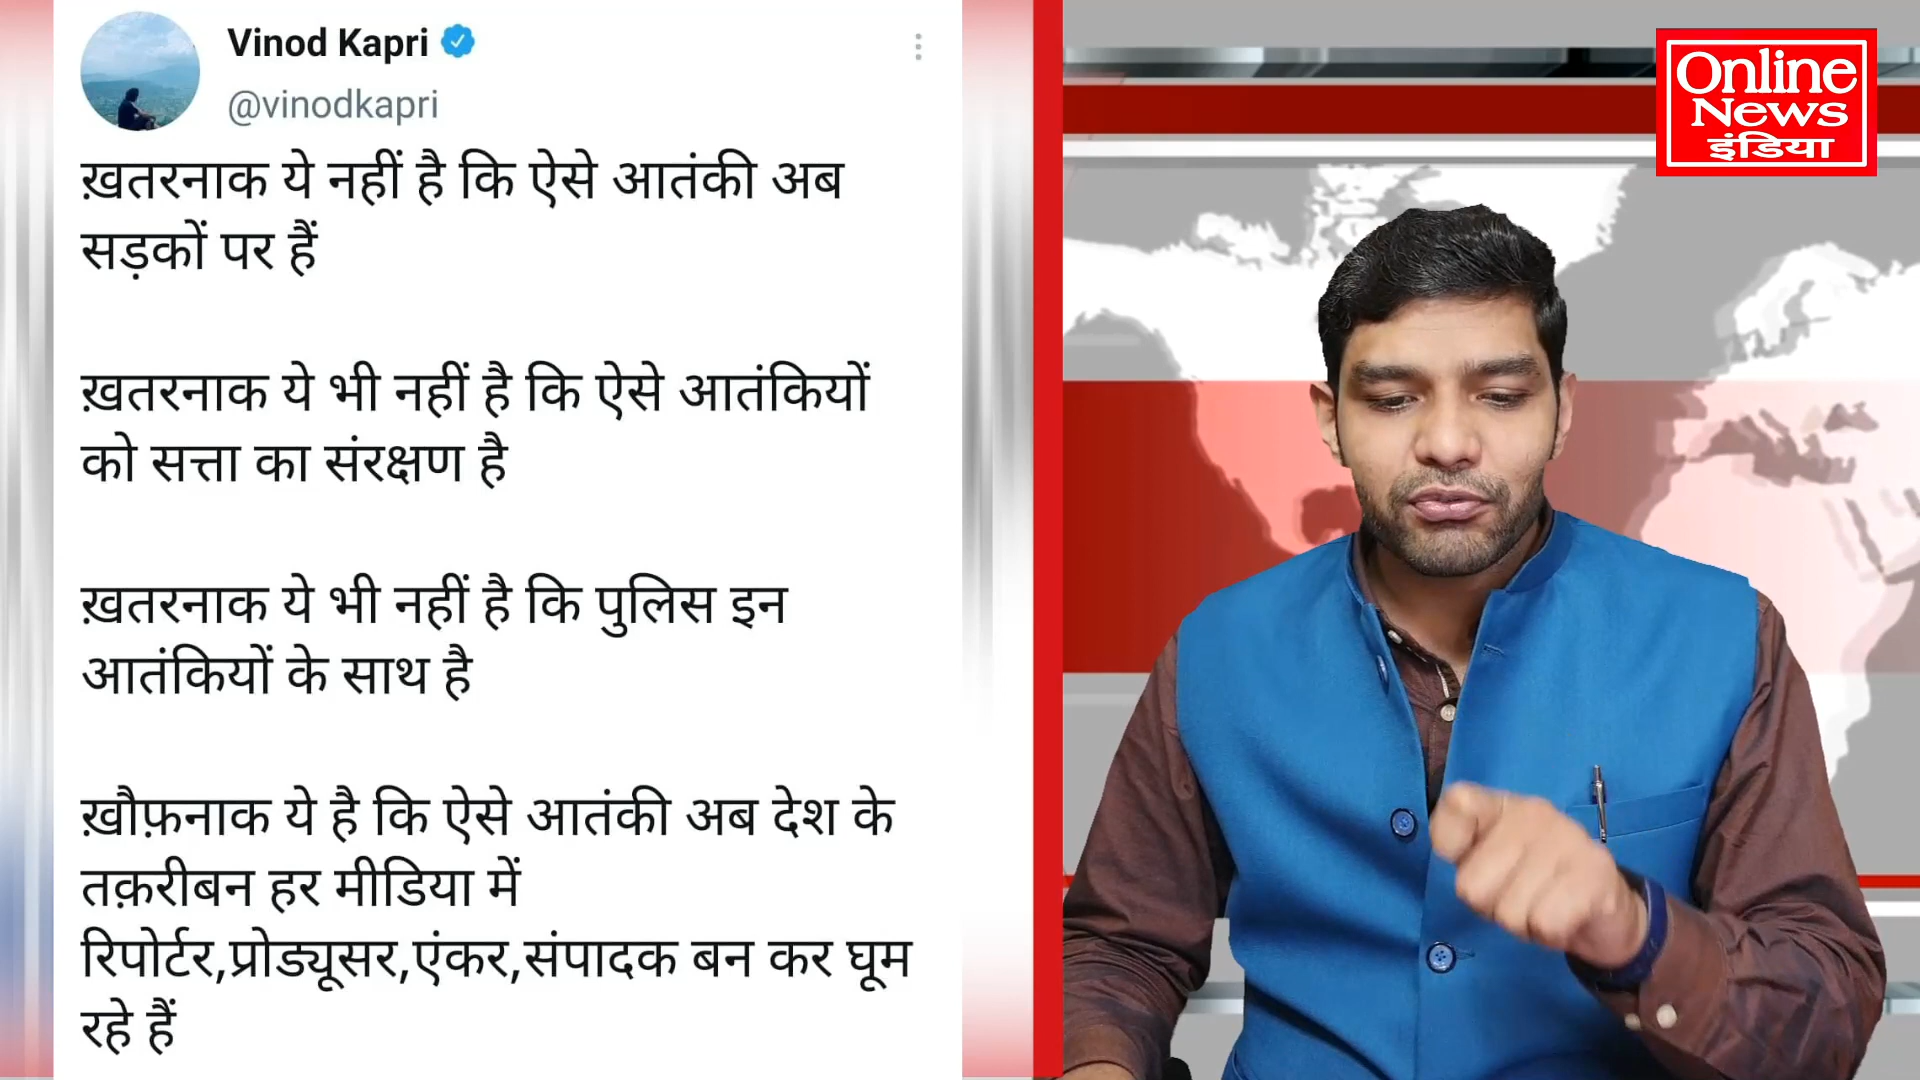 Vinod Kapri
@vinodkapri
ख़तरनाक ये नहीं है कि ऐसे आतंकी अब
सड़कों पर हैं
ख़तरनाक ये भी नहीं है कि ऐसे आतंकियों
को सत्ता का संरक्षण है
ख़तरनाक ये भी नहीं है कि पुलिस इन
आतंकियों के साथ है
ख़ौफ़नाक ये है कि ऐसे आतंकी अब देश के
तक़रीबन हर मीडिया में
रिपोर्टर,प्रोड्यूसर,एंकर,संपादक बन कर घूम
रहे हैं
Online
News
इंडिया